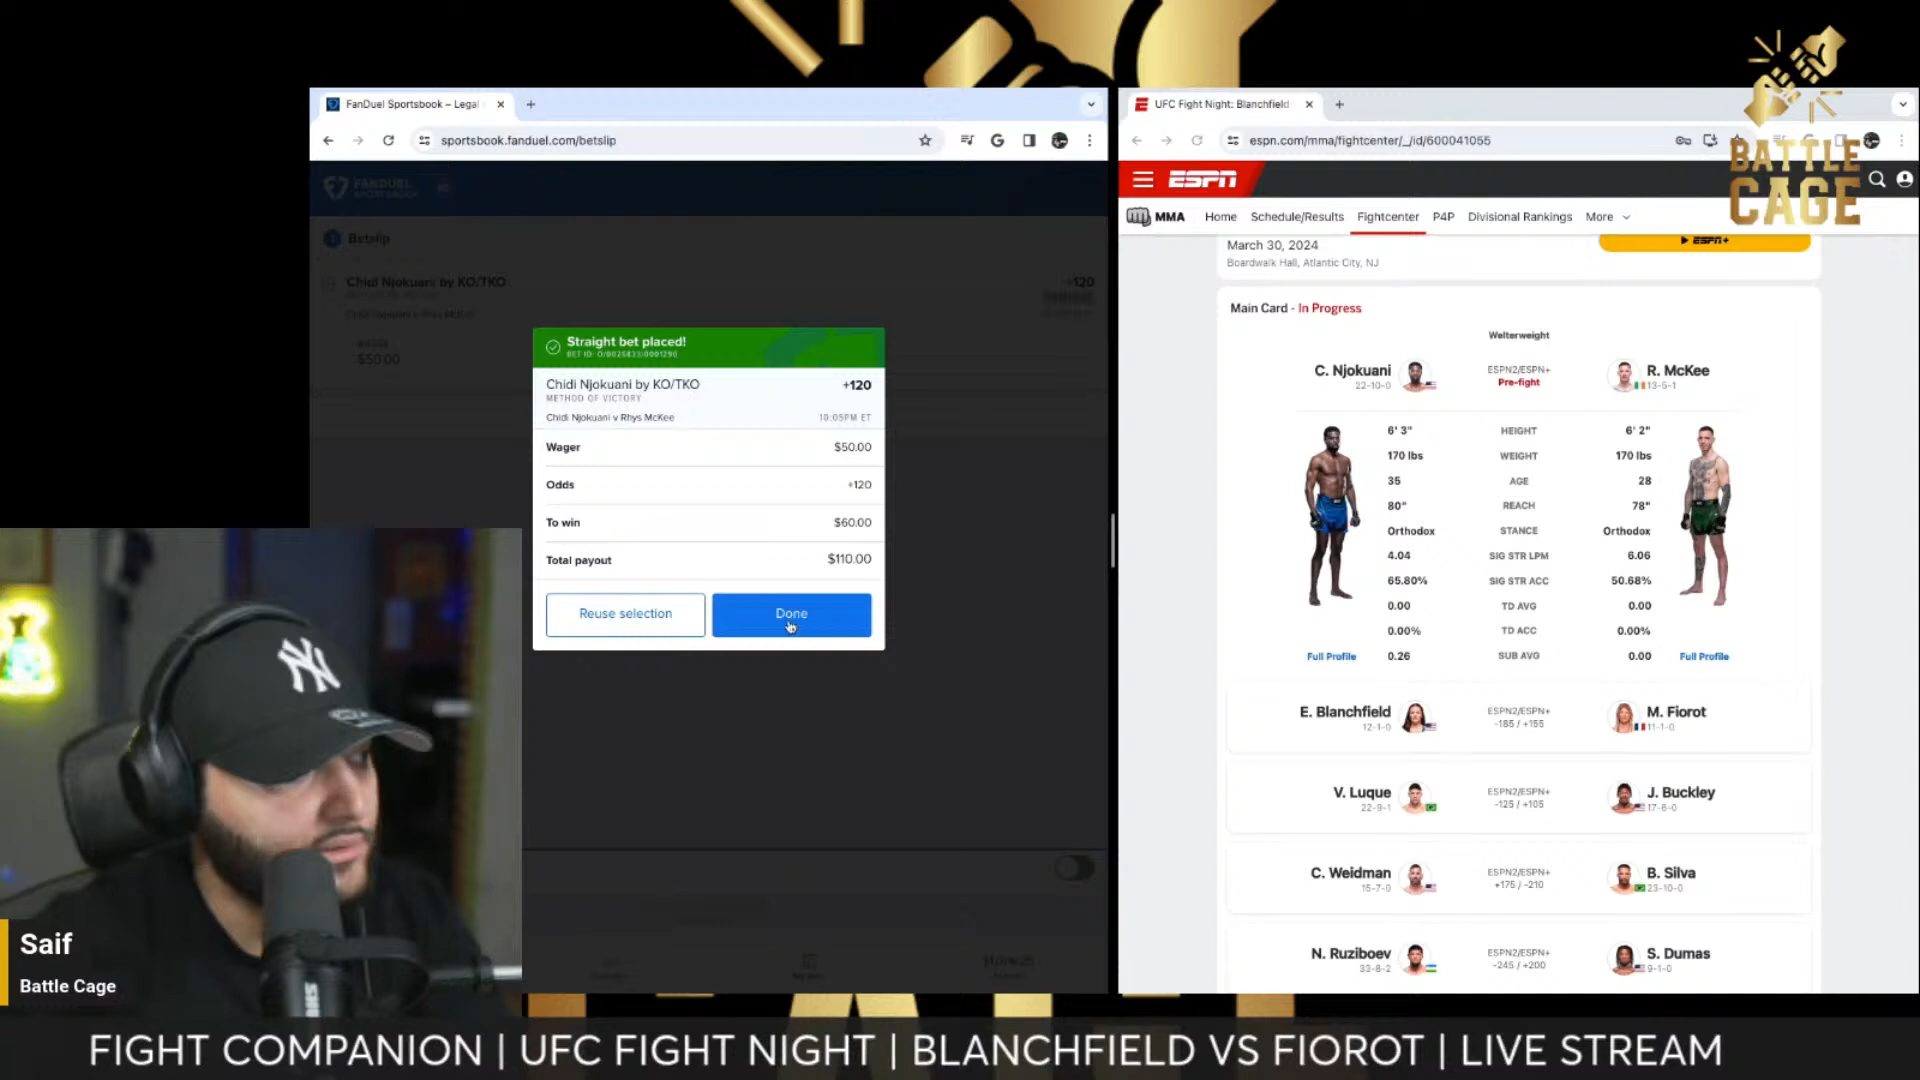 BATTLE
CAGE
FanDuel Sportsbook – Legal
sportsbook.fanduel.com/betslip
FANDUEL
Betslip
Chidi Njokuani by KO/TKO
+120
$50.00
Straight bet placed!
BET ID: O/0026833/0001296
Chidi Njokuani by KO/TKO
+120
METHOD OF VICTORY
Chidi Njokuani v Rhys McKee
10:05PM ET
Wager
$50.00
Odds
+120
To win
$60.00
Total payout
$110.00
Reuse selection
Done
UFC Fight Night: Blanchfield
espn.com/mma/fightcenter/_/id/600041055
ESPN
MMA Home Schedule/Results Fightcenter P4P Divisional Rankings More
March 30, 2024
ESPN+
Boardwalk Hall, Atlantic City, NJ
Main Card - In Progress
Welterweight
C. Njokuani
22-10-0
ESPN2/ESPN+
Pre-fight
R. McKee
13-5-1
6' 3" HEIGHT 6' 2"
170 lbs WEIGHT 170 lbs
35 AGE 28
80" REACH 78"
Orthodox STANCE Orthodox
4.04 SIG STR LPM 6.06
65.80% SIG STR ACC 50.68%
0.00 TD AVG 0.00
0.00% TD ACC 0.00%
Full Profile 0.26 SUB AVG 0.00 Full Profile
E. Blanchfield
12-1-0
ESPN2/ESPN+
-185 / +155
M. Fiorot
11-1-0
V. Luque
22-9-1
ESPN2/ESPN+
-125 / +105
J. Buckley
17-6-0
C. Weidman
15-7-0
ESPN2/ESPN+
+175 / -210
B. Silva
23-10-0
N. Ruziboev
33-8-2
ESPN2/ESPN+
-245 / +200
S. Dumas
9-1-0
NY
Saif
Battle Cage
FIGHT COMPANION | UFC FIGHT NIGHT | BLANCHFIELD VS FIOROT | LIVE STREAM